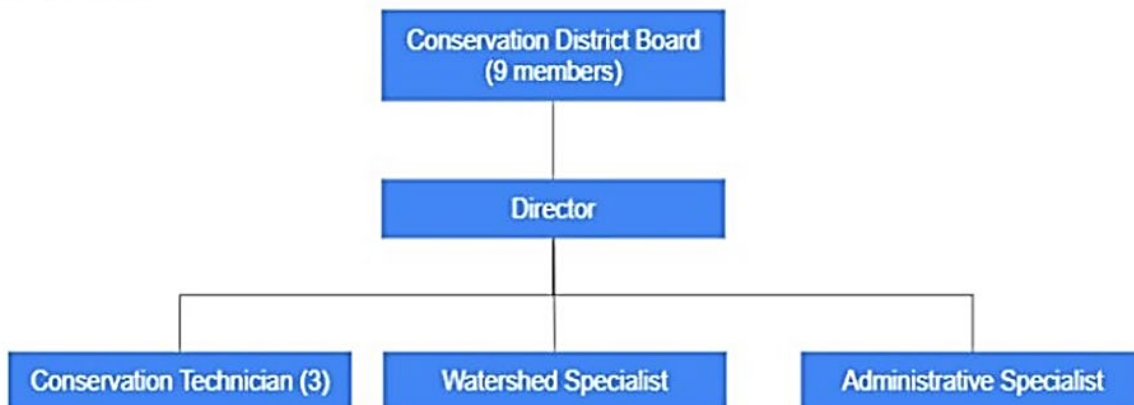 Conservation District Board
(9 members)
Director
Conservation Technician (3)
Watershed Specialist
Administrative Specialist